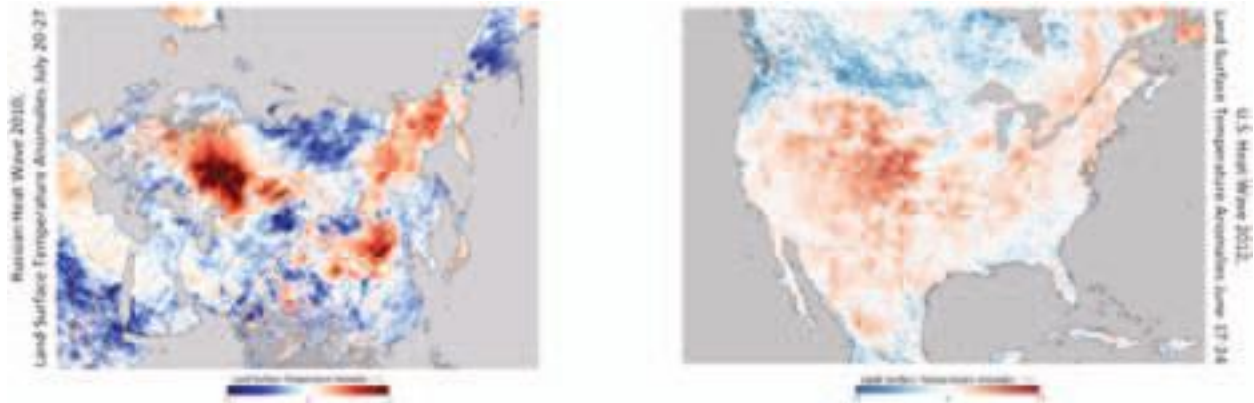 Russian Heat Wave 2010,
Land Surface Temperature Anomalies July 20-27
U.S Heat Wave 2012,
Land Surface Temperature Anomalies June 17-24